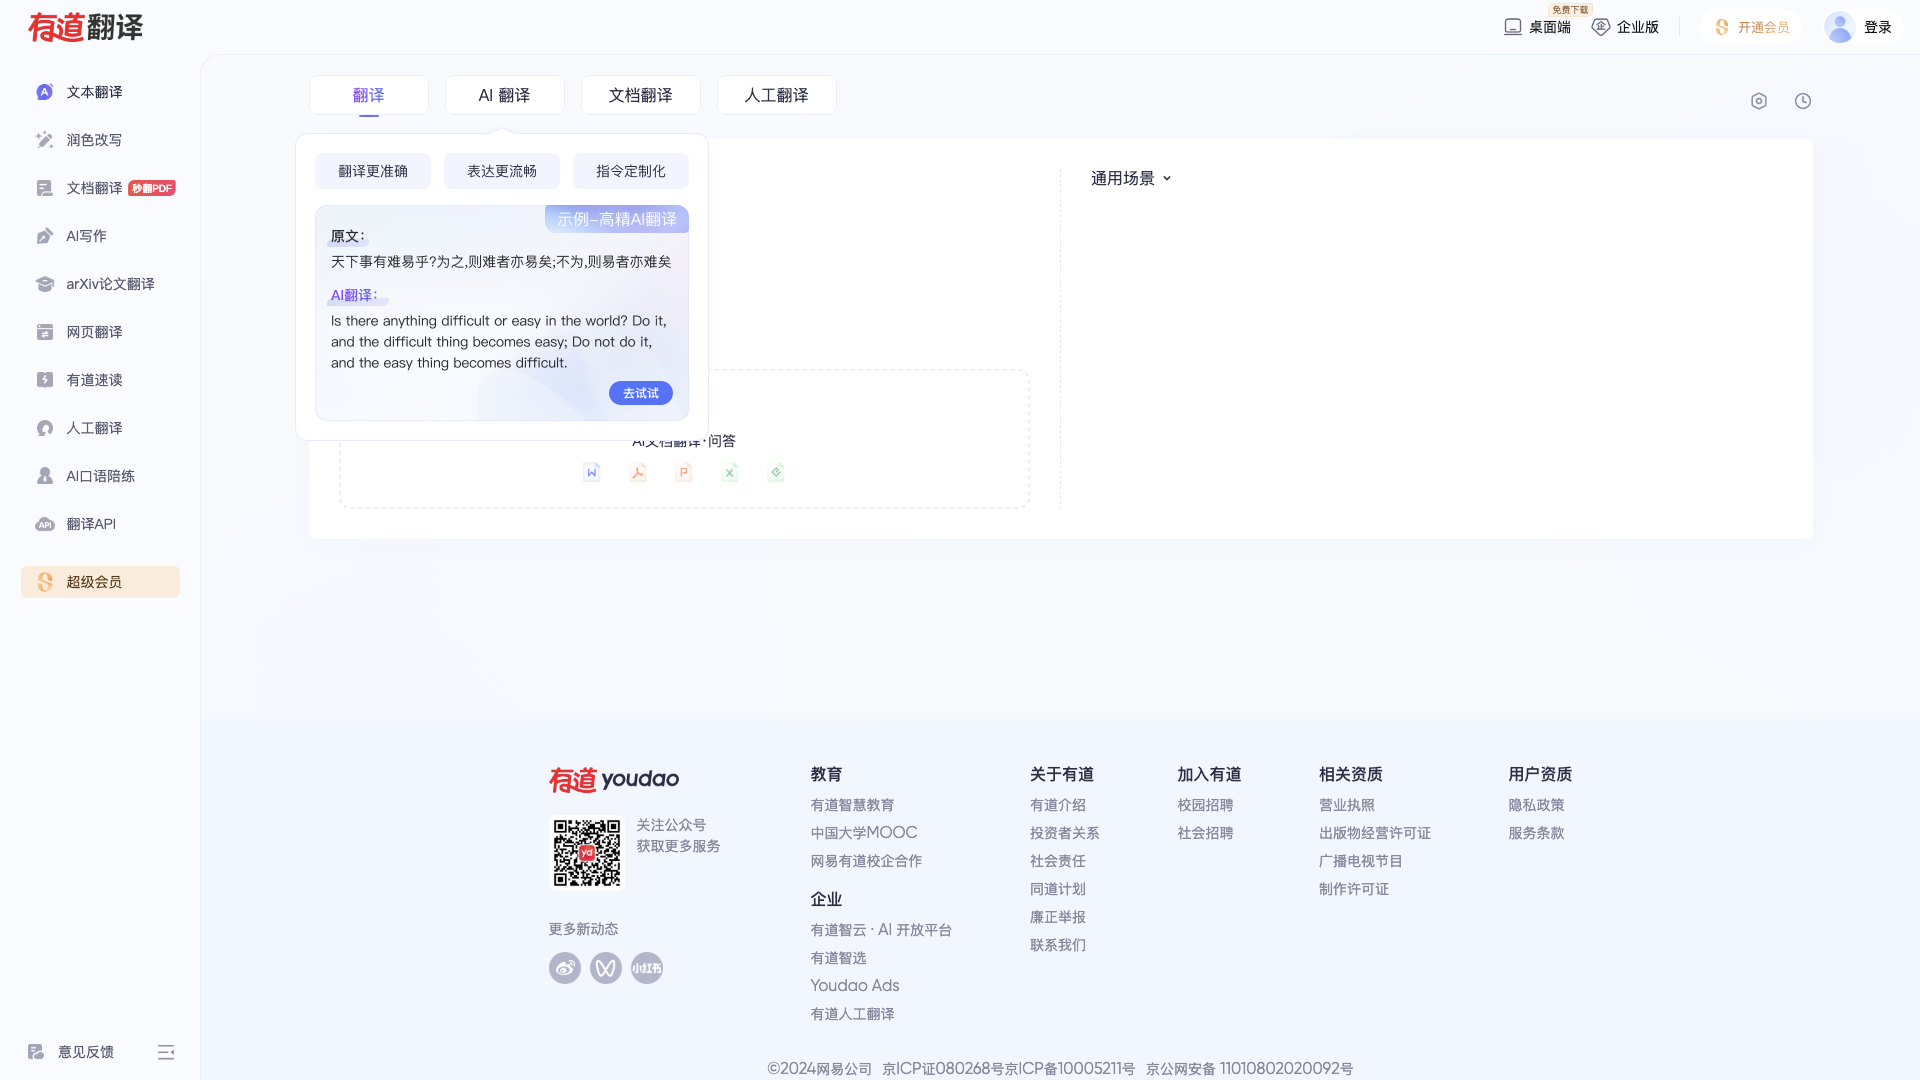 有道翻译
免费下载
桌面端
企业版
开通会员
登录
文本翻译
润色改写
文档翻译 秒翻PDF
AI写作
arXiv论文翻译
网页翻译
有道速读
人工翻译
AI口语陪练
翻译API
超级会员
意见反馈
翻译
AI 翻译
文档翻译
人工翻译
翻译更准确
表达更流畅
指令定制化
示例-高精AI翻译
原文:
天下事有难易乎?为之,则难者亦易矣;不为,则易者亦难矣
AI翻译:
Is there anything difficult or easy in the world? Do it,
and the difficult thing becomes easy; Do not do it,
and the easy thing becomes difficult.
去试试
通用场景
AI文档翻译·问答
有道 youdao
关注公众号
获取更多服务
更多新动态
小红书
教育
有道智慧教育
中国大学MOOC
网易有道校企合作
企业
有道智云 · AI 开放平台
有道智选
Youdao Ads
有道人工翻译
关于有道
有道介绍
投资者关系
社会责任
同道计划
廉正举报
联系我们
加入有道
校园招聘
社会招聘
相关资质
营业执照
出版物经营许可证
广播电视节目
制作许可证
用户资质
隐私政策
服务条款
©2024网易公司 京ICP证080268号京ICP备10005211号 京公网安备 11010802020092号